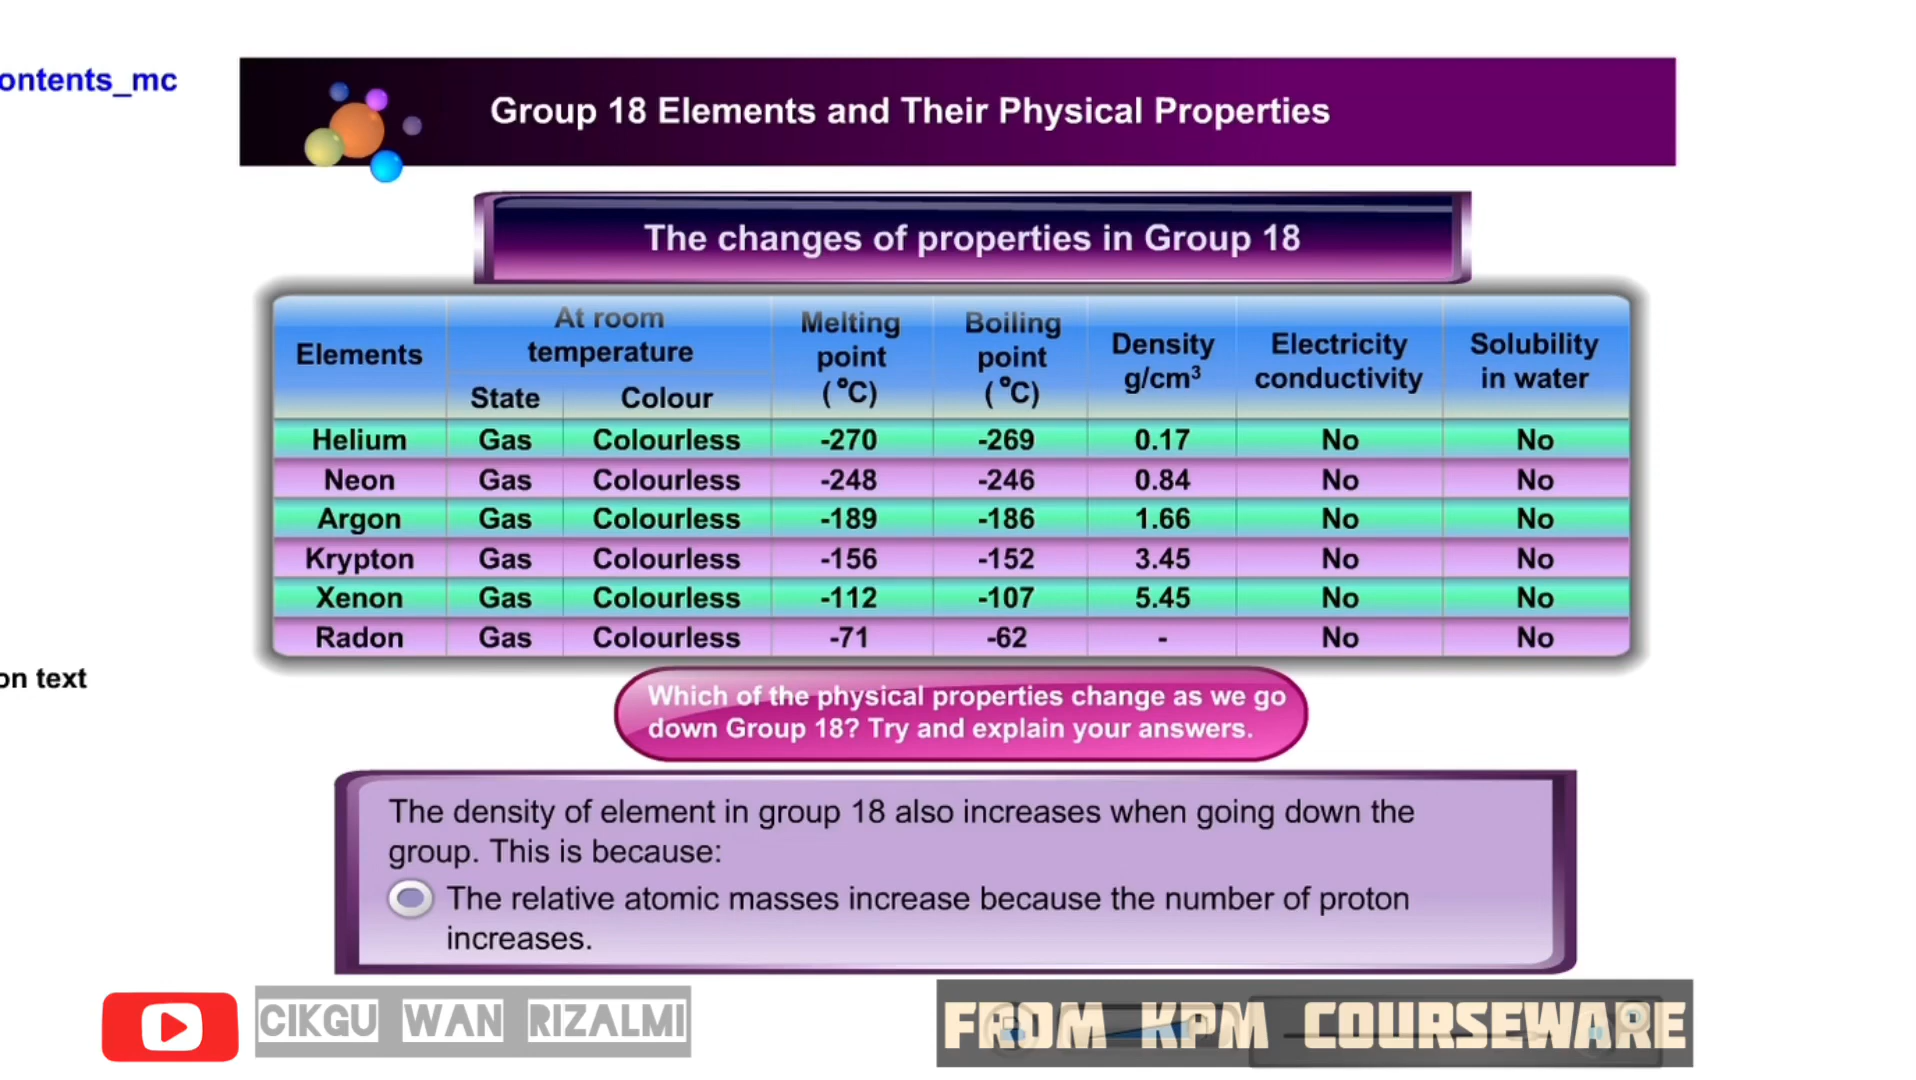 ontents_mc
Group 18 Elements and Their Physical Properties
The changes of properties in Group 18
Elements At room temperature Melting point (°C) Boiling point (°C) Density g/cm³ Electricity conductivity Solubility in water
State Colour
Helium Gas Colourless -270 -269 0.17 No No
Neon Gas Colourless -248 -246 0.84 No No
Argon Gas Colourless -189 -186 1.66 No No
Krypton Gas Colourless -156 -152 3.45 No No
Xenon Gas Colourless -112 -107 5.45 No No
Radon Gas Colourless -71 -62 - No No
on text
Which of the physical properties change as we go
down Group 18? Try and explain your answers.
The density of element in group 18 also increases when going down the
group. This is because:
The relative atomic masses increase because the number of proton
increases.
CIKGU WAN RIZALMI
FROM KPM COURSEWARE